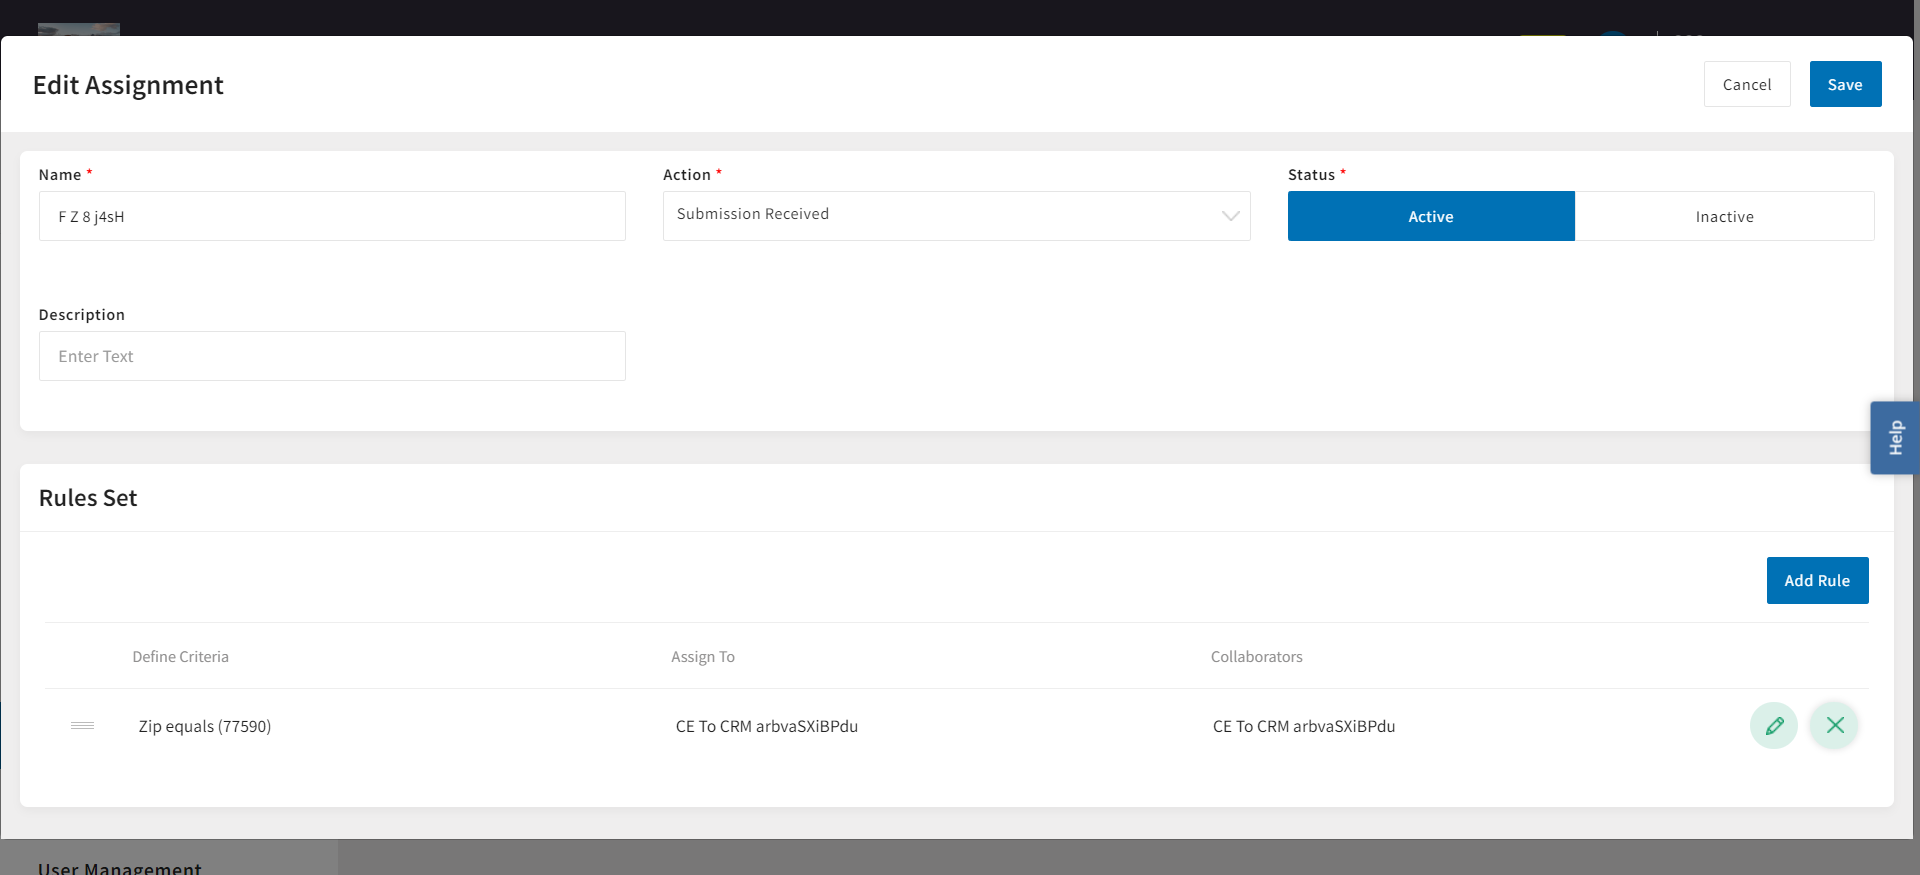 Edit Assignment
Cancel
Save
Name *
Action *
Status *
F Z 8 j4sH
Submission Received
Active
Inactive
Description
Enter Text
Help
Rules Set
Add Rule
Define Criteria
Assign To
Collaborators
Zip equals (77590)
CE To CRM arbvaSXiBPdu
CE To CRM arbvaSXiBPdu
User Management